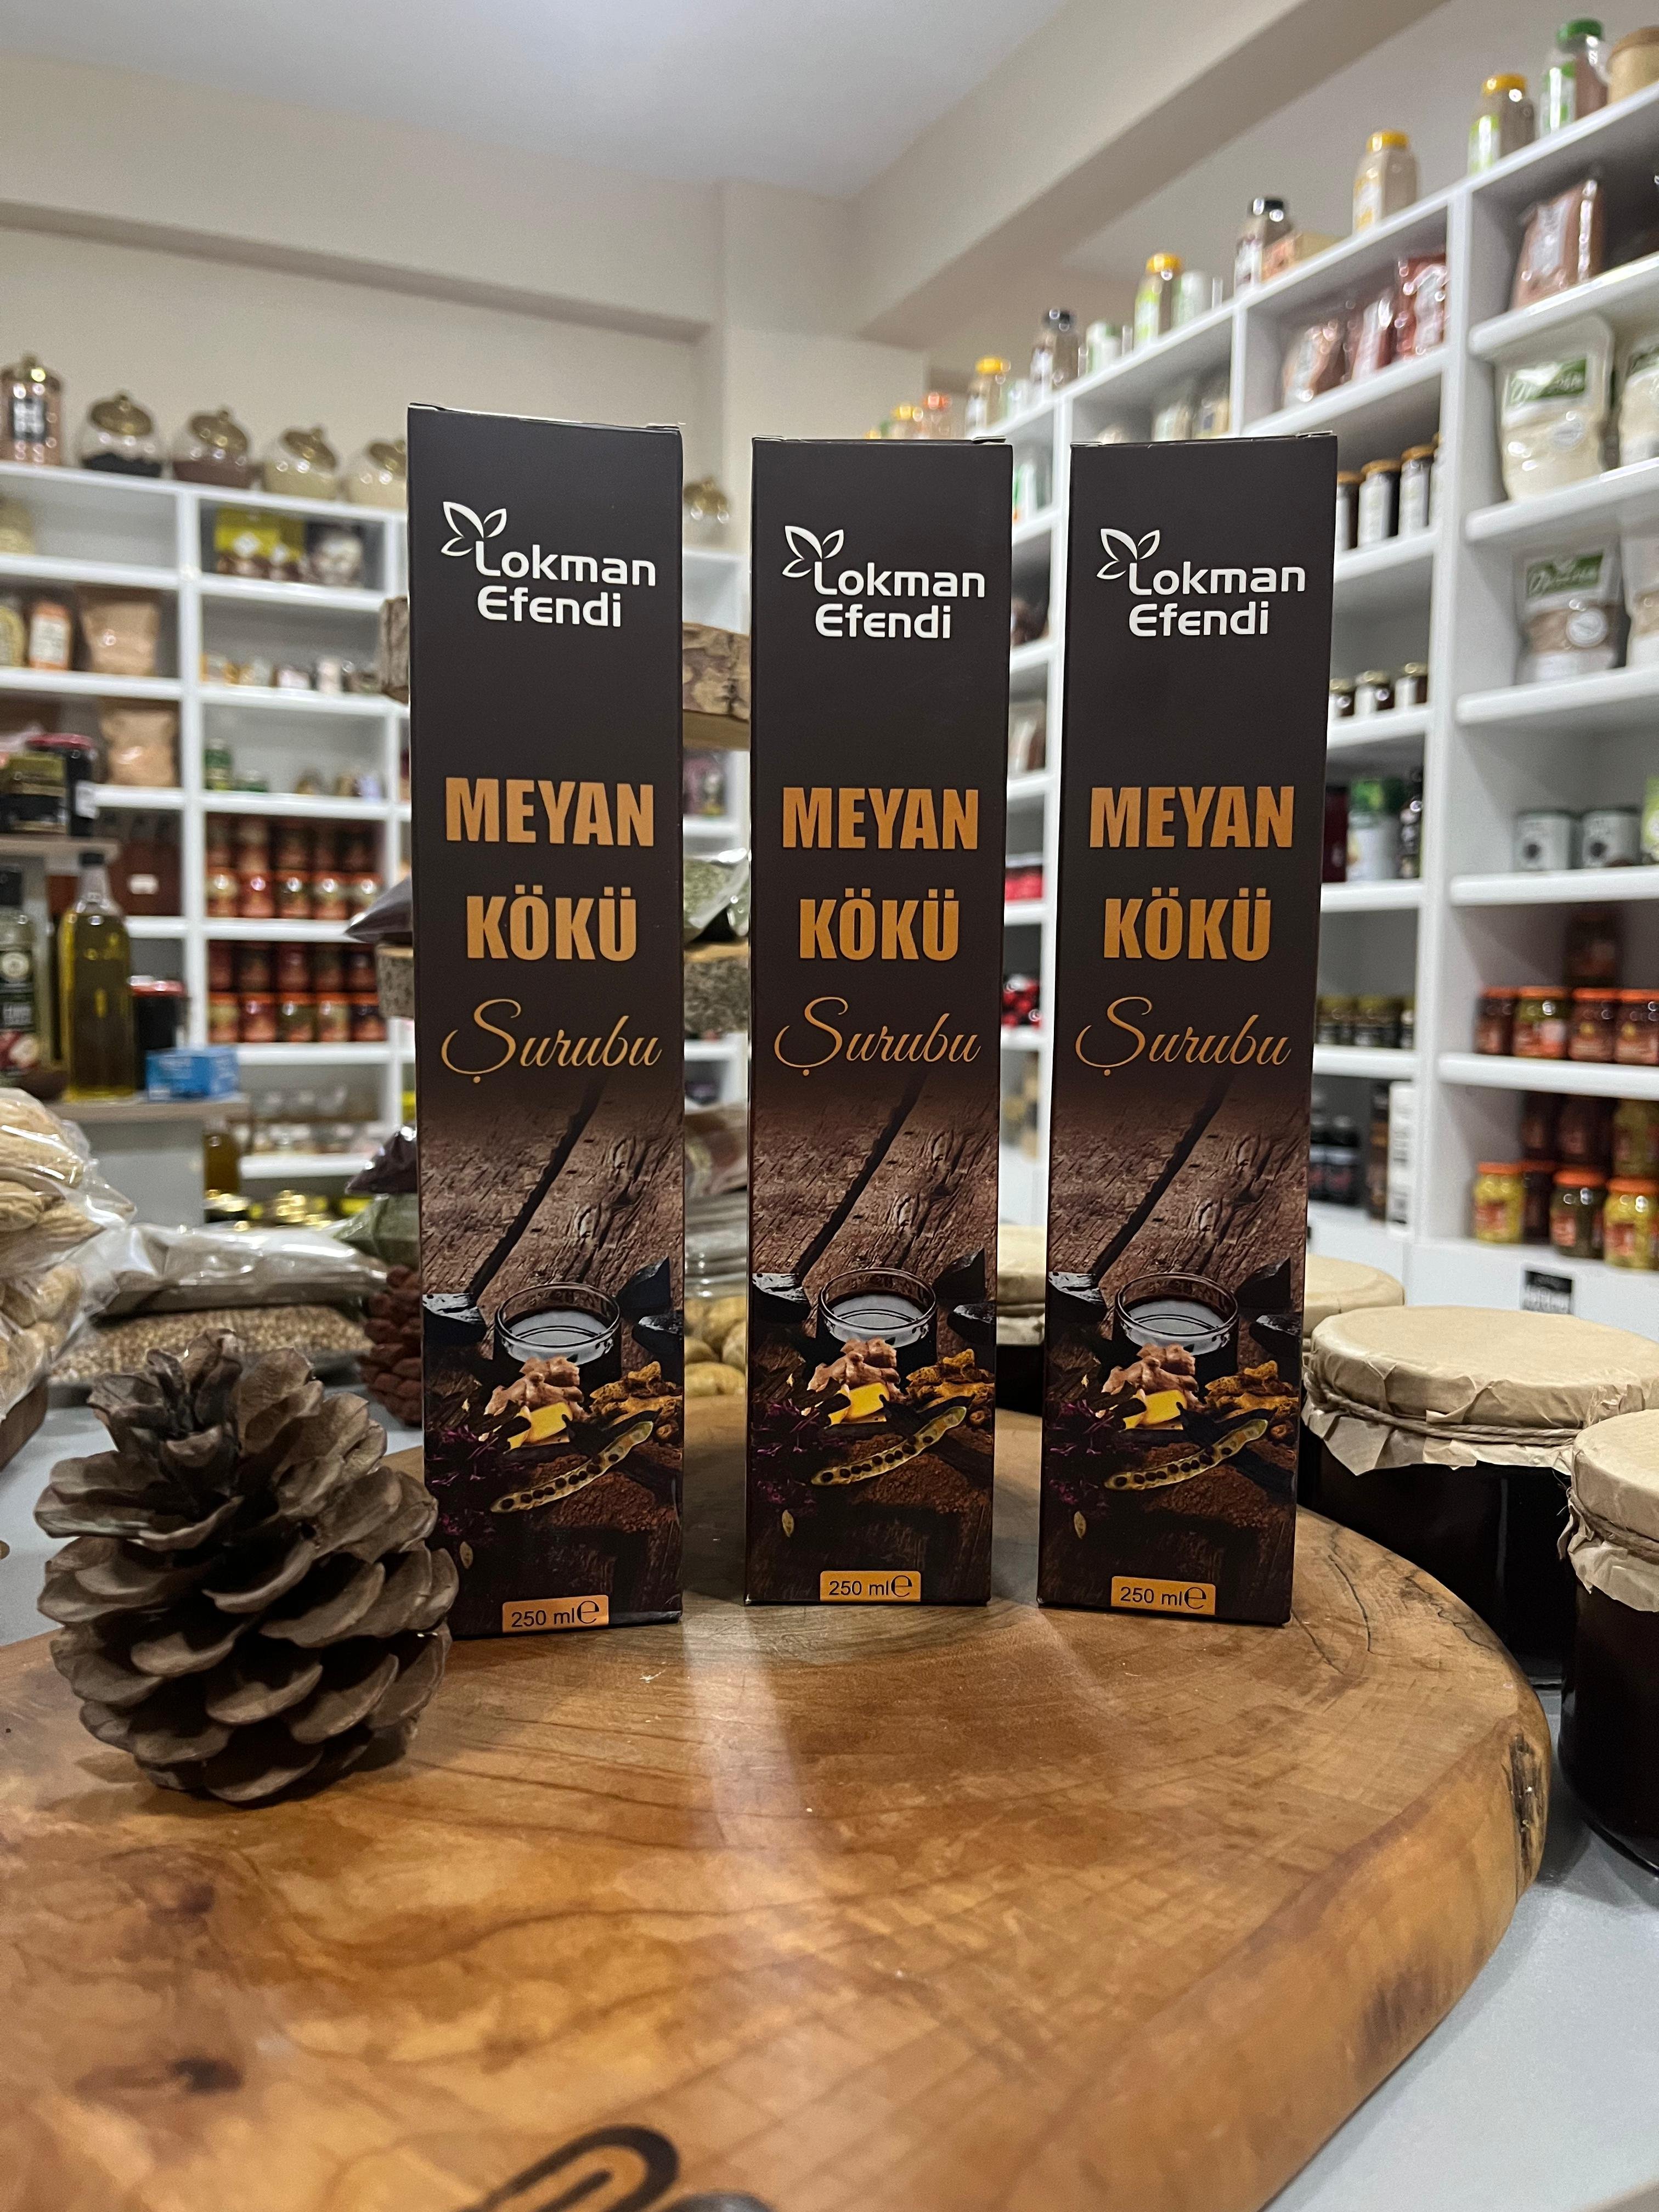 Lokman
Efendi
MEYAN
KÖKÜ
Şurubu
250 ml℮
Lokman
Efendi
MEYAN
KÖKÜ
Şurubu
250 ml℮
Lokman
Efendi
MEYAN
KÖKÜ
Şurubu
250 ml℮